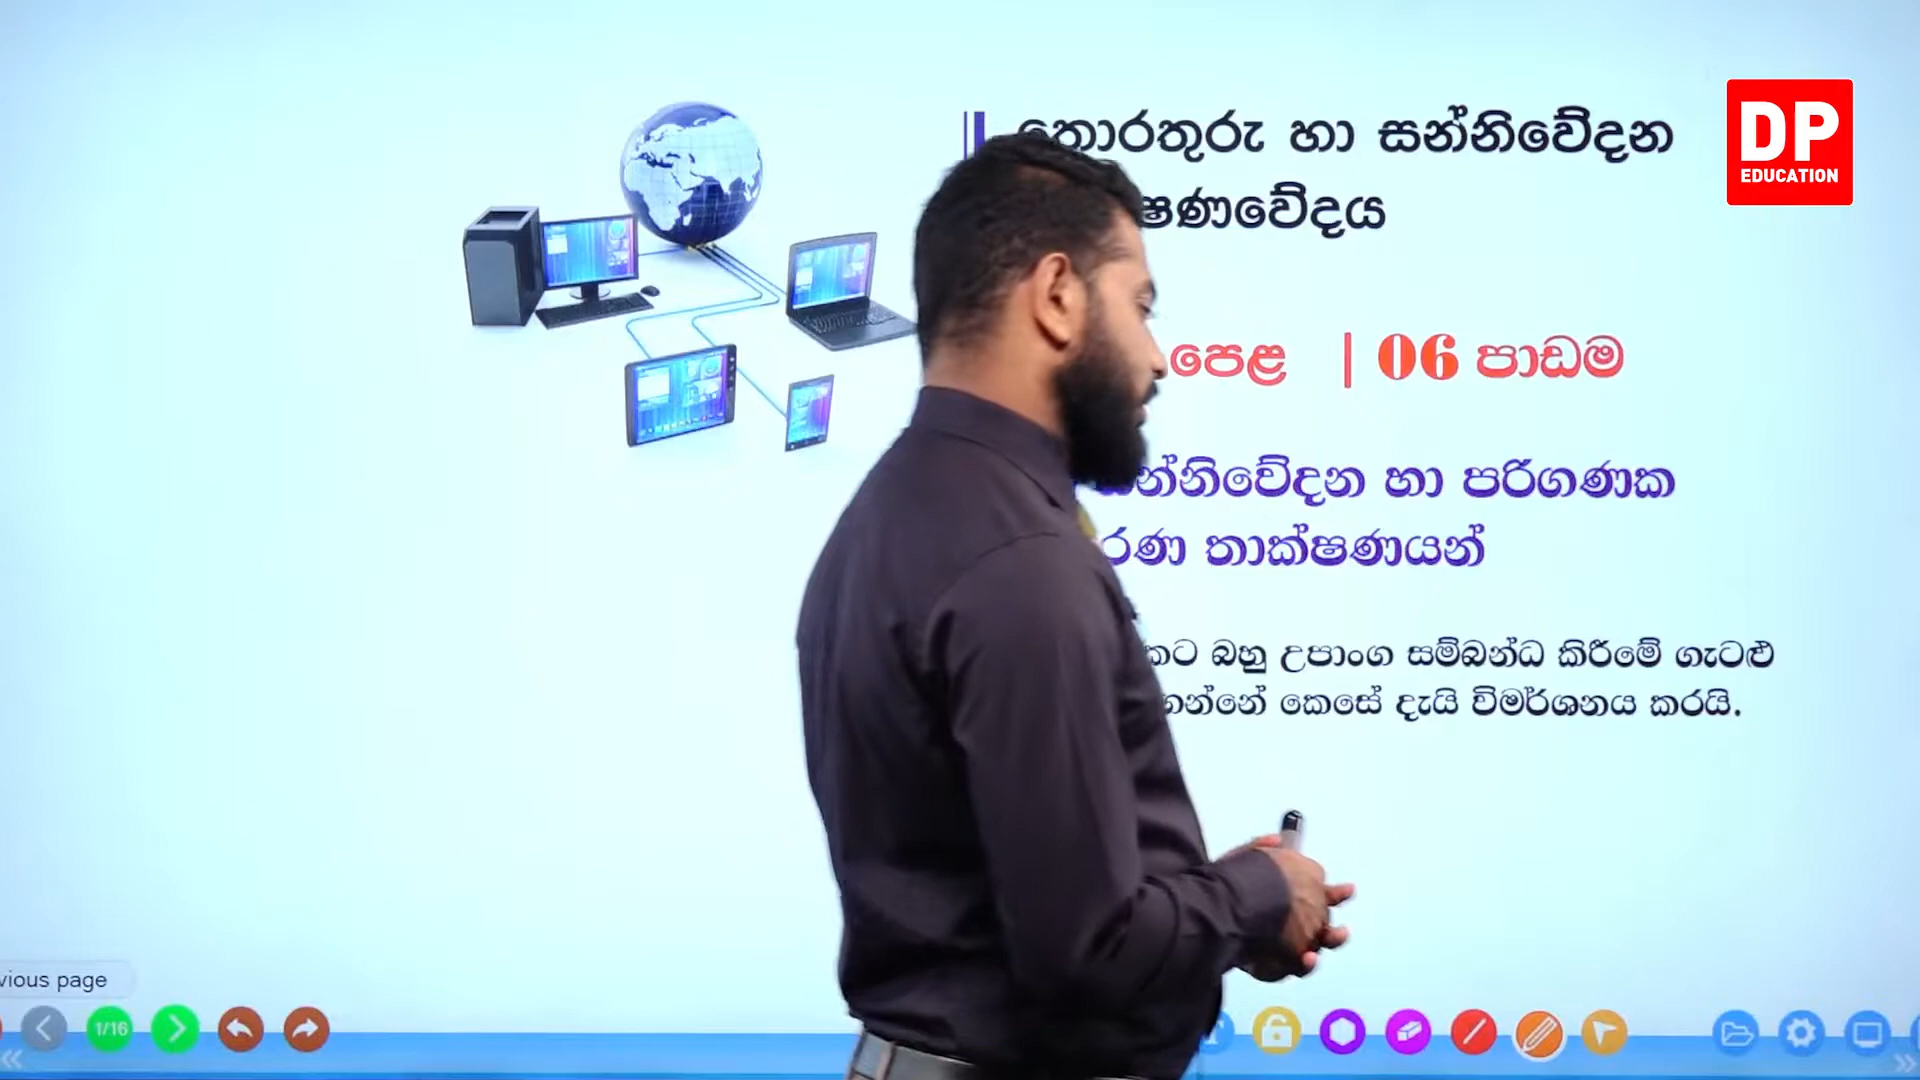 තොරතුරු හා සන්නිවේදන
ෂණවේදය
පෙළ | 06 පාඩම
න්නිවේදන හා පරිගණක
රණ තාක්ෂණයන්
කට බහු උපාංග සම්බන්ධ කිරීමේ ගැටළු
ගන්නේ කෙසේ දැයි විමර්ශනය කරයි.
DP
EDUCATION
vious page
1/16